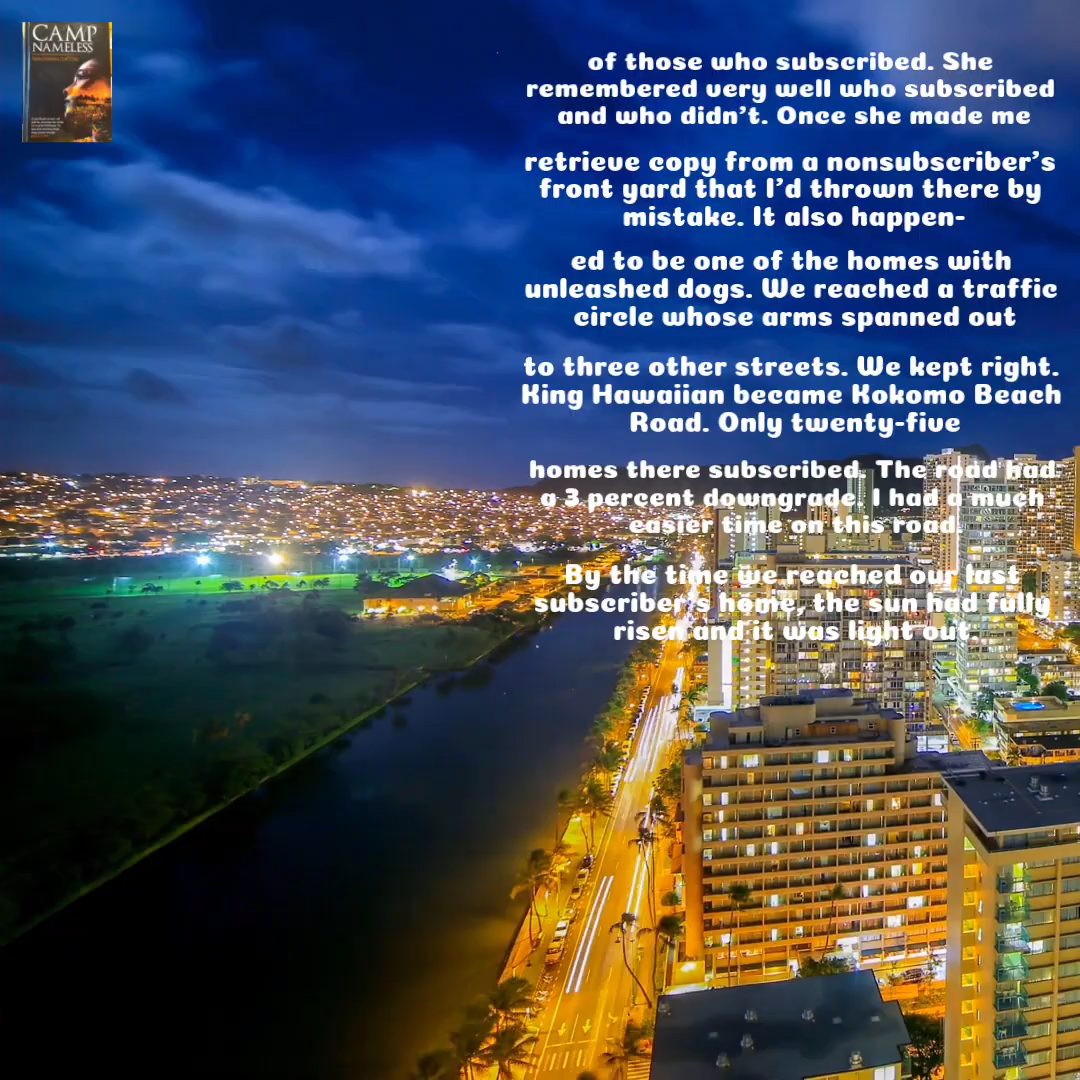 CAMP
NAMELESS
of those who subscribed. She
remembered very well who subscribed
and who didn’t. Once she made me
retrieve copy from a nonsubscriber’s
front yard that I’d thrown there by
mistake. It also happen-
ed to be one of the homes with
unleashed dogs. We reached a traffic
circle whose arms spanned out
to three other streets. We kept right.
King Hawaiian became Kokomo Beach
Road. Only twenty-five
homes there subscribed. The road had
a 3 percent downgrade. I had a much
easier time on this road.
By the time we reached our last
subscriber’s home, the sun had fully
risen and it was light out.